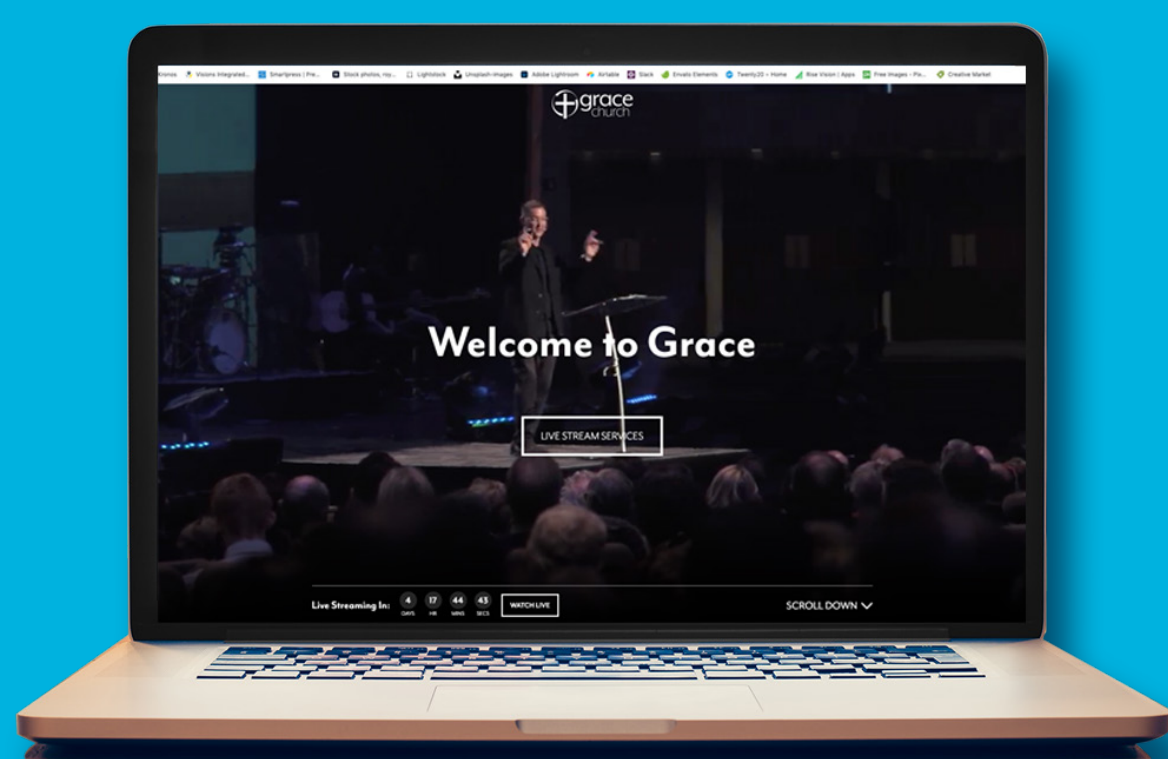 Kronos Visions Integrated... Smartpress | Pre... Stock photos, roy... Lightstock Unsplash-images Adobe Lightroom Airtable Slack Envato Elements Twenty20 - Home Rise Vision | Apps Free Images - Pix... Creative Market
grace
church
Welcome to Grace
LIVE STREAM SERVICES
Live Streaming In: 4 17 44 43 WATCH LIVE SCROLL DOWN
DAYS HR MINS SECS